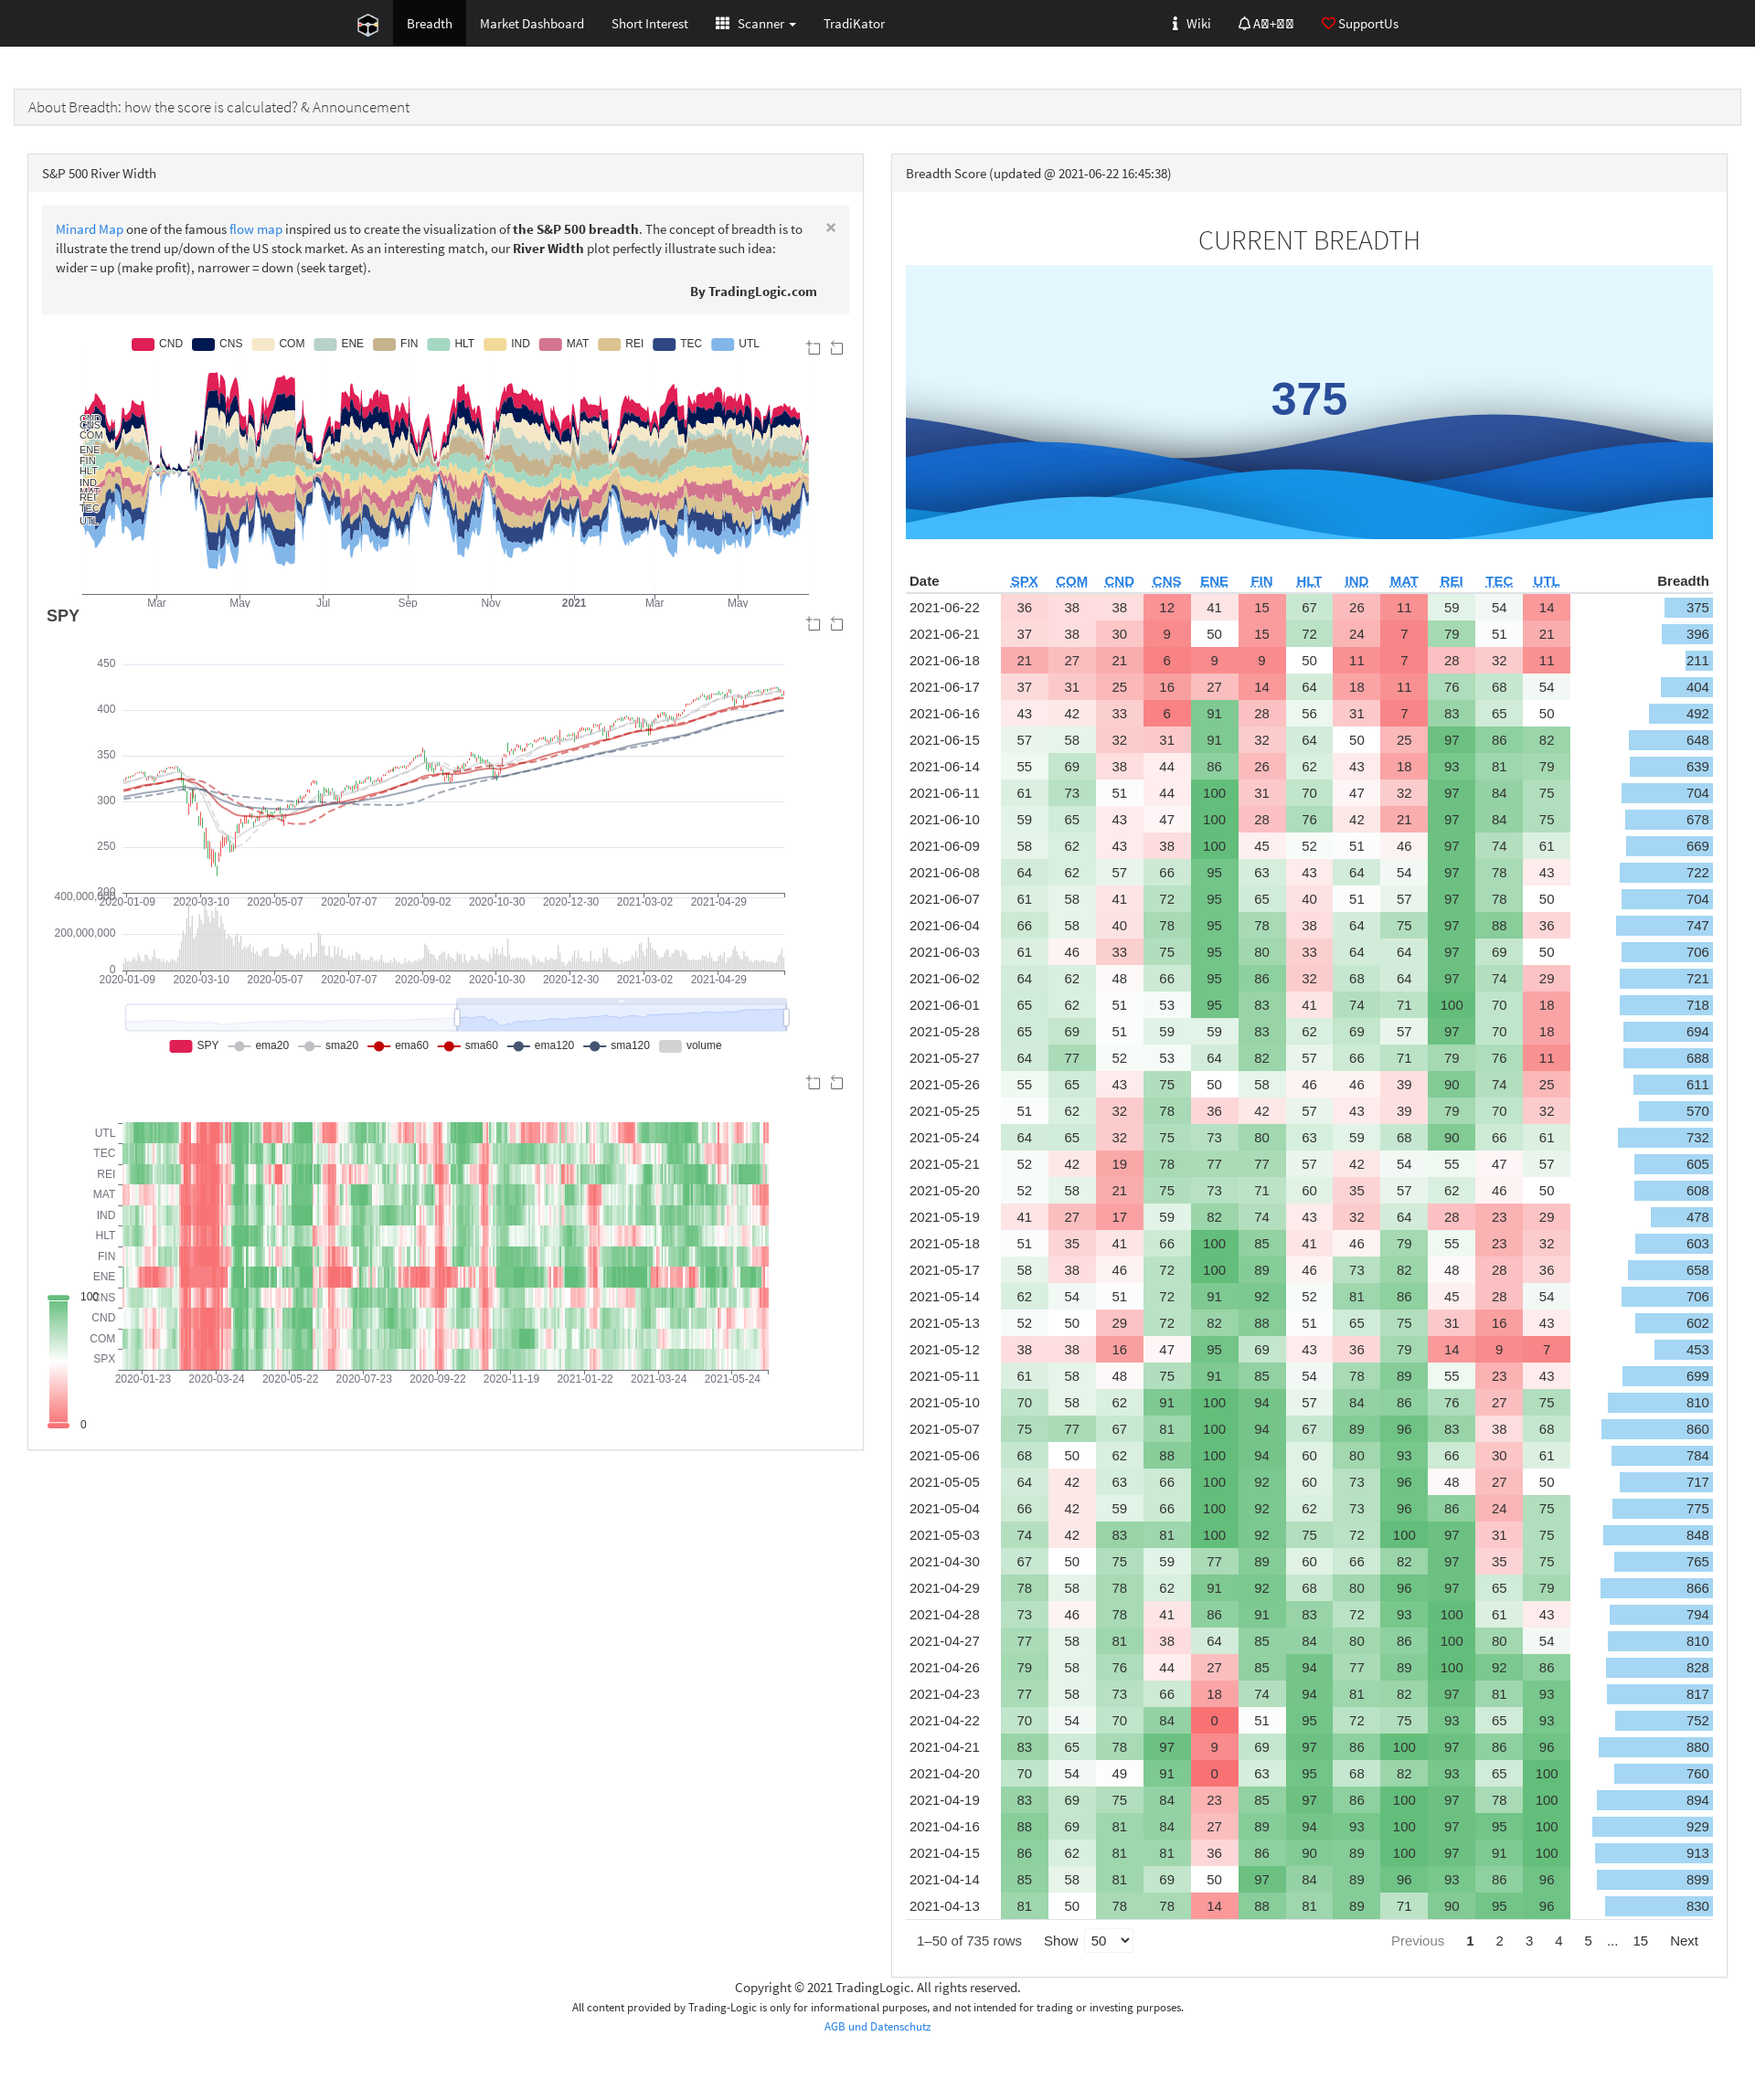 Breadth Market Dashboard Short Interest Scanner TradiKator Wiki SupportUs
About Breadth: how the score is calculated? & Announcement
S&P 500 River Width
Minard Map one of the famous flow map inspired us to create the visualization of the S&P 500 breadth. The concept of breadth is to
illustrate the trend up/down of the US stock market. As an interesting match, our River Width plot perfectly illustrate such idea:
wider = up (make profit), narrower = down (seek target).
×
By TradingLogic.com
CND CNS COM ENE FIN HLT IND MAT REI TEC UTL
CND
CNS
COM
ENE
FIN
HLT
IND
MAT
REI
TEC
UTL
Mar May Jul Sep Nov 2021 Mar May
SPY
450
400
350
300
250
200
2020-01-09 2020-03-10 2020-05-07 2020-07-07 2020-09-02 2020-10-30 2020-12-30 2021-03-02 2021-04-29
400,000,000
200,000,000
0
2020-01-09 2020-03-10 2020-05-07 2020-07-07 2020-09-02 2020-10-30 2020-12-30 2021-03-02 2021-04-29
SPY ema20 sma20 ema60 sma60 ema120 sma120 volume
UTL
TEC
REI
MAT
IND
HLT
FIN
ENE
CNS
CND
COM
SPX
100
0
2020-01-23 2020-03-24 2020-05-22 2020-07-23 2020-09-22 2020-11-19 2021-01-22 2021-03-24 2021-05-24
Breadth Score (updated @ 2021-06-22 16:45:38)
CURRENT BREADTH
375
Date SPX COM CND CNS ENE FIN HLT IND MAT REI TEC UTL Breadth
2021-06-22 36 38 38 12 41 15 67 26 11 59 54 14 375
2021-06-21 37 38 30 9 50 15 72 24 7 79 51 21 396
2021-06-18 21 27 21 6 9 9 50 11 7 28 32 11 211
2021-06-17 37 31 25 16 27 14 64 18 11 76 68 54 404
2021-06-16 43 42 33 6 91 28 56 31 7 83 65 50 492
2021-06-15 57 58 32 31 91 32 64 50 25 97 86 82 648
2021-06-14 55 69 38 44 86 26 62 43 18 93 81 79 639
2021-06-11 61 73 51 44 100 31 70 47 32 97 84 75 704
2021-06-10 59 65 43 47 100 28 76 42 21 97 84 75 678
2021-06-09 58 62 43 38 100 45 52 51 46 97 74 61 669
2021-06-08 64 62 57 66 95 63 43 64 54 97 78 43 722
2021-06-07 61 58 41 72 95 65 40 51 57 97 78 50 704
2021-06-04 66 58 40 78 95 78 38 64 75 97 88 36 747
2021-06-03 61 46 33 75 95 80 33 64 64 97 69 50 706
2021-06-02 64 62 48 66 95 86 32 68 64 97 74 29 721
2021-06-01 65 62 51 53 95 83 41 74 71 100 70 18 718
2021-05-28 65 69 51 59 59 83 62 69 57 97 70 18 694
2021-05-27 64 77 52 53 64 82 57 66 71 79 76 11 688
2021-05-26 55 65 43 75 50 58 46 46 39 90 74 25 611
2021-05-25 51 62 32 78 36 42 57 43 39 79 70 32 570
2021-05-24 64 65 32 75 73 80 63 59 68 90 66 61 732
2021-05-21 52 42 19 78 77 77 57 42 54 55 47 57 605
2021-05-20 52 58 21 75 73 71 60 35 57 62 46 50 608
2021-05-19 41 27 17 59 82 74 43 32 64 28 23 29 478
2021-05-18 51 35 41 66 100 85 41 46 79 55 23 32 603
2021-05-17 58 38 46 72 100 89 46 73 82 48 28 36 658
2021-05-14 62 54 51 72 91 92 52 81 86 45 28 54 706
2021-05-13 52 50 29 72 82 88 51 65 75 31 16 43 602
2021-05-12 38 38 16 47 95 69 43 36 79 14 9 7 453
2021-05-11 61 58 48 75 91 85 54 78 89 55 23 43 699
2021-05-10 70 58 62 91 100 94 57 84 86 76 27 75 810
2021-05-07 75 77 67 81 100 94 67 89 96 83 38 68 860
2021-05-06 68 50 62 88 100 94 60 80 93 66 30 61 784
2021-05-05 64 42 63 66 100 92 60 73 96 48 27 50 717
2021-05-04 66 42 59 66 100 92 62 73 96 86 24 75 775
2021-05-03 74 42 83 81 100 92 75 72 100 97 31 75 848
2021-04-30 67 50 75 59 77 89 60 66 82 97 35 75 765
2021-04-29 78 58 78 62 91 92 68 80 96 97 65 79 866
2021-04-28 73 46 78 41 86 91 83 72 93 100 61 43 794
2021-04-27 77 58 81 38 64 85 84 80 86 100 80 54 810
2021-04-26 79 58 76 44 27 85 94 77 89 100 92 86 828
2021-04-23 77 58 73 66 18 74 94 81 82 97 81 93 817
2021-04-22 70 54 70 84 0 51 95 72 75 93 65 93 752
2021-04-21 83 65 78 97 9 69 97 86 100 97 86 96 880
2021-04-20 70 54 49 91 0 63 95 68 82 93 65 100 760
2021-04-19 83 69 75 84 23 85 97 86 100 97 78 100 894
2021-04-16 88 69 81 84 27 89 94 93 100 97 95 100 929
2021-04-15 86 62 81 81 36 86 90 89 100 97 91 100 913
2021-04-14 85 58 81 69 50 97 84 89 96 93 86 96 899
2021-04-13 81 50 78 78 14 88 81 89 71 90 95 96 830
1–50 of 735 rows Show 50 Previous 1 2 3 4 5 ... 15 Next
Copyright © 2021 TradingLogic. All rights reserved.
All content provided by Trading-Logic is only for informational purposes, and not intended for trading or investing purposes.
AGB und Datenschutz